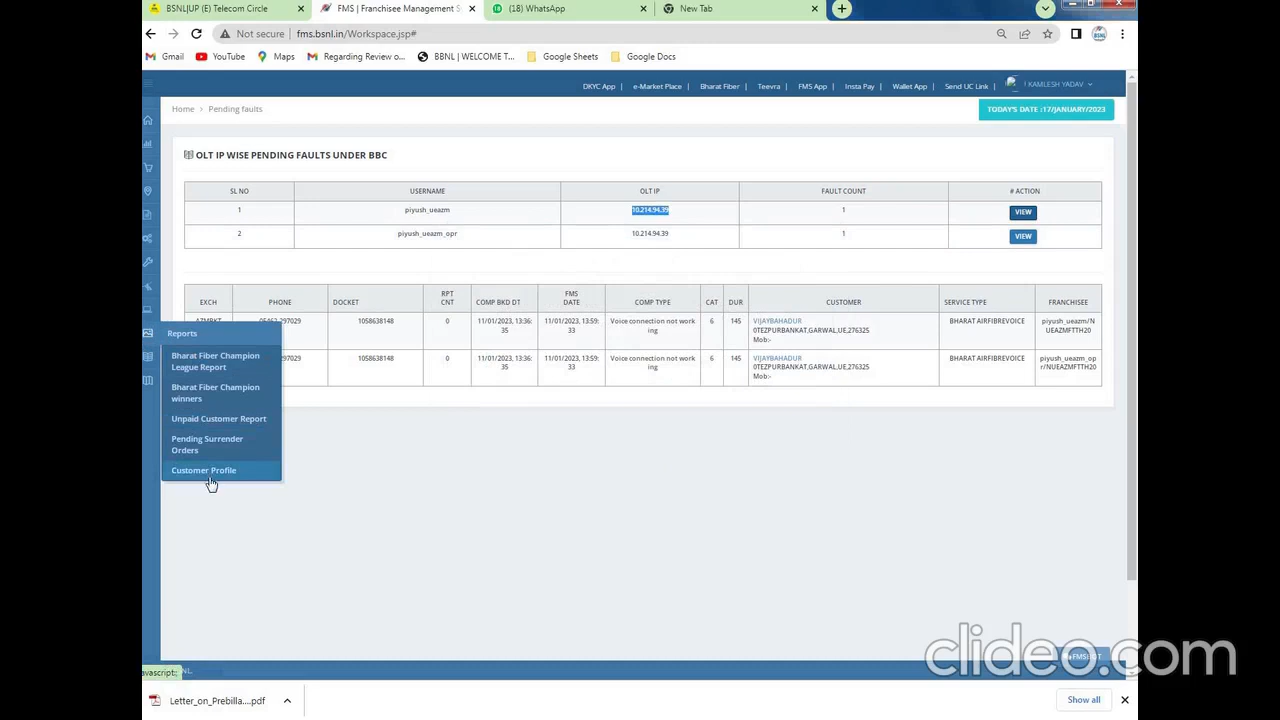 BSNL|UP (E) Telecom Circle
FMS | Franchisee Management S
(18) WhatsApp
New Tab
Not secure
fms.bsnl.in/Workspace.jsp#
Gmail
YouTube
Maps
Regarding Review o...
BBNL | WELCOME T...
Google Sheets
Google Docs
DKYC App | e-Market Place | Bharat Fiber | Teevra | FMS App | Insta Pay | Wallet App | Send UC Link |
! KAMLESH YADAV
Home > Pending faults
TODAY'S DATE :17/JANUARY/2023
OLT IP WISE PENDING FAULTS UNDER BBC
SL NO USERNAME OLT IP FAULT COUNT # ACTION
1 piyush_ueazm 10.214.94.39 1 VIEW
2 piyush_ueazm_opr 10.214.94.39 1 VIEW
EXCH PHONE DOCKET RPT CNT COMP BKD DT FMS DATE COMP TYPE CAT DUR CUSTOMER SERVICE TYPE FRANCHISEE
297029 1058638148 0 11/01/2023, 13:36:35 11/01/2023, 13:59:33 Voice connection not working 6 145 VIJAYBAHADUR BHARAT AIRFIBREVOICE piyush_ueazm/NUEAZMFTTH20
0TEZPURBANKAT,GARWAL,UE,276325
Mob:-
297029 1058638148 0 11/01/2023, 13:36:35 11/01/2023, 13:59:33 Voice connection not working 6 145 VIJAYBAHADUR BHARAT AIRFIBREVOICE piyush_ueazm_opr/NUEAZMFTTH20
0TEZPURBANKAT,GARWAL,UE,276325
Mob:-
Reports
Bharat Fiber Champion
League Report
Bharat Fiber Champion
winners
Unpaid Customer Report
Pending Surrender
Orders
Customer Profile
FMSBOT
clideo.com
avascript:;
NL.
Letter_on_Prebilla....pdf
Show all